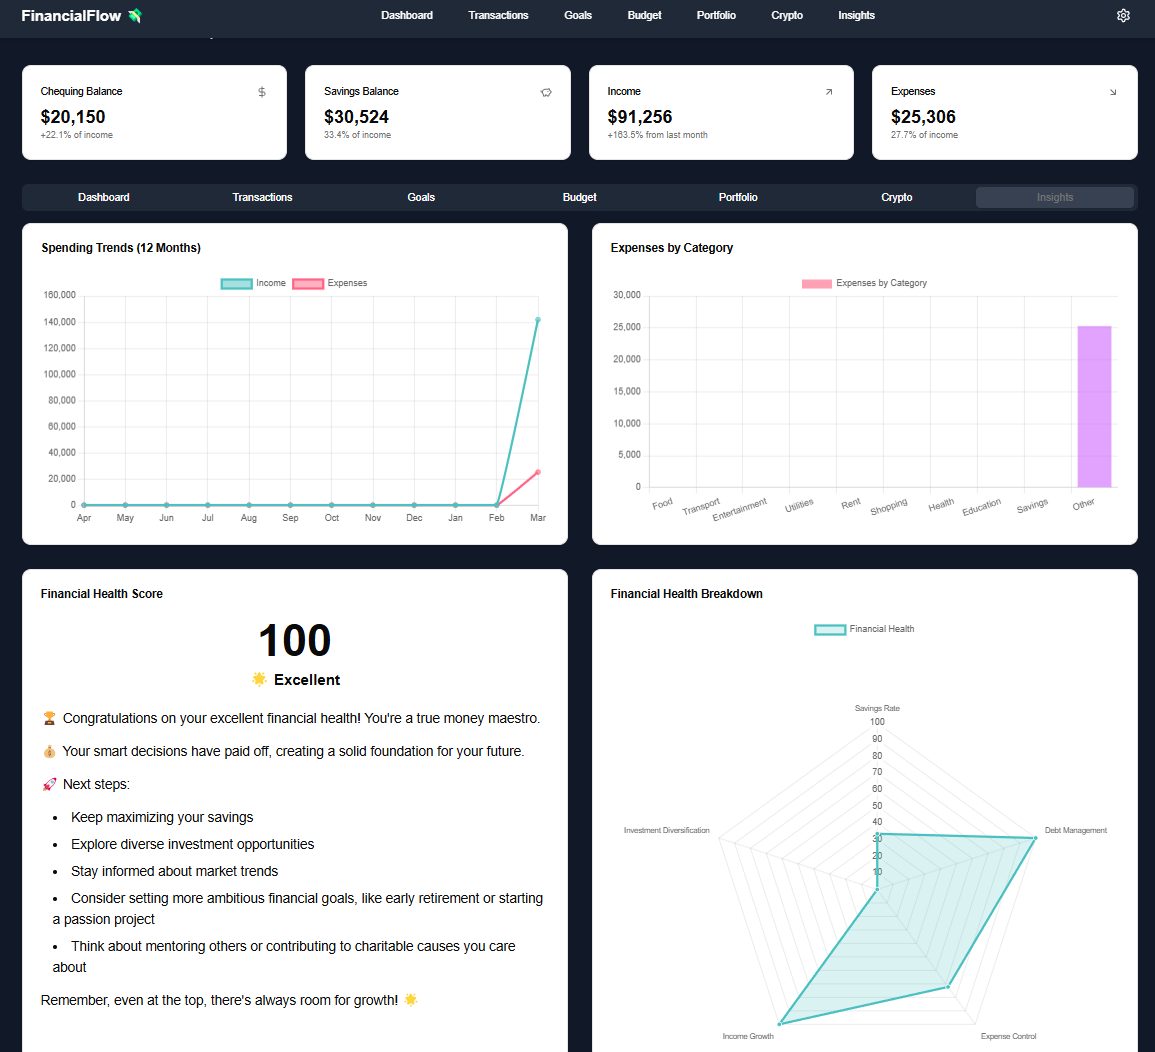 FinancialFlow
Dashboard Transactions Goals Budget Portfolio Crypto Insights
Chequing Balance $
$20,150
+22.1% of income
Savings Balance
$30,524
33.4% of income
Income
$91,256
+163.5% from last month
Expenses
$25,306
27.7% of income
Dashboard Transactions Goals Budget Portfolio Crypto Insights
Spending Trends (12 Months)
Income Expenses
160,000
140,000
120,000
100,000
80,000
60,000
40,000
20,000
0
Apr May Jun Jul Aug Sep Oct Nov Dec Jan Feb Mar
Expenses by Category
Expenses by Category
30,000
25,000
20,000
15,000
10,000
5,000
0
Food Transport Entertainment Utilities Rent Shopping Health Education Savings Other
Financial Health Score
100
Excellent
Congratulations on your excellent financial health! You're a true money maestro.
Your smart decisions have paid off, creating a solid foundation for your future.
Next steps:
• Keep maximizing your savings
• Explore diverse investment opportunities
• Stay informed about market trends
• Consider setting more ambitious financial goals, like early retirement or starting
a passion project
• Think about mentoring others or contributing to charitable causes you care
about
Remember, even at the top, there's always room for growth!
Financial Health Breakdown
Financial Health
Savings Rate
100
90
80
70
60
50
40
30
20
10
Investment Diversification
Debt Management
Income Growth
Expense Control